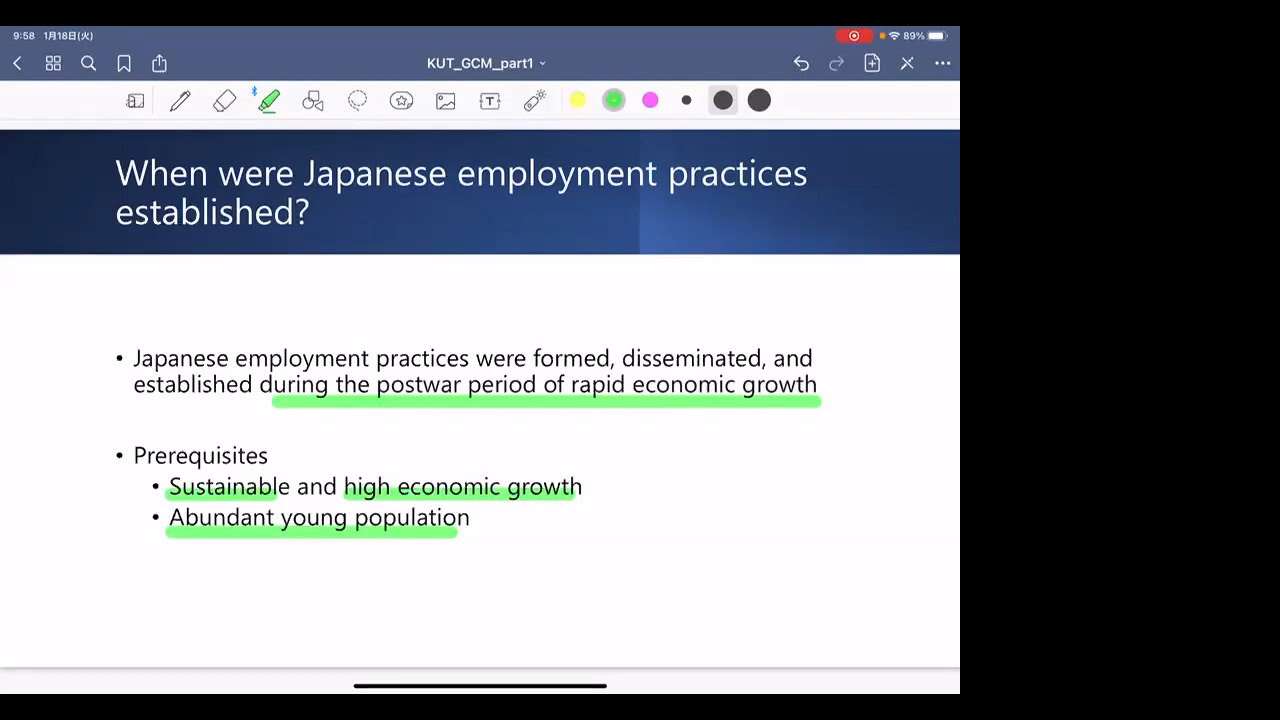 9:58 1月18日(火)
89%
KUT_GCM_part1
When were Japanese employment practices
established?
• Japanese employment practices were formed, disseminated, and
established during the postwar period of rapid economic growth
• Prerequisites
• Sustainable and high economic growth
• Abundant young population